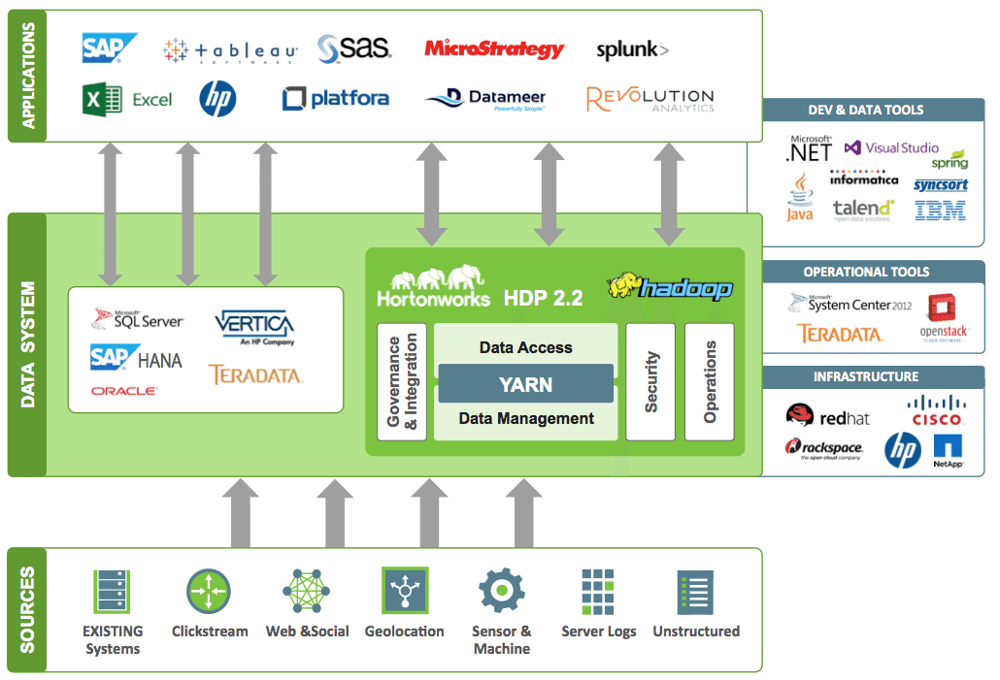 APPLICATIONS
SAP
+ableau
SOFTWARE
sas
MicroStrategy
splunk>
X Excel
hp
platfora
Datameer
Powerfully Simple
REVOLUTION
ANALYTICS
DEV & DATA TOOLS
Microsoft
.NET
Visual Studio
spring
informatica
syncsort
Java
talend*
open data solutions
IBM
DATA SYSTEM
Microsoft
SQL Server
VERTICA
An HP Company
SAP HANA
TERADATA
ORACLE
Hortonworks
HDP 2.2
hadoop
Governance
& Integration
Data Access
YARN
Data Management
Security
Operations
OPERATIONAL TOOLS
Microsoft
System Center 2012
TERADATA
openstack
CLOUD SOFTWARE
INFRASTRUCTURE
redhat
CISCO
rackspace.
the open cloud company
hp
NetApp
SOURCES
EXISTING
Systems
Clickstream
Web &Social
Geolocation
Sensor &
Machine
Server Logs
Unstructured